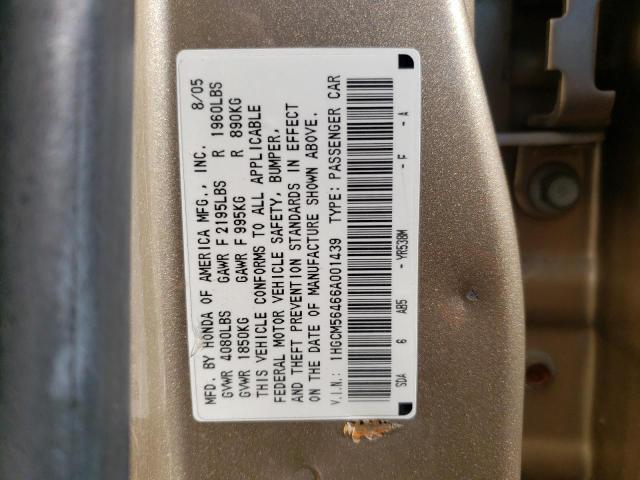 MFD. BY HONDA OF AMERICA MFG., INC. 8/05
GVWR 4080LBS GAWR F 2195LBS R 1960LBS
GVWR 1850KG GAWR F 995KG R 890KG
THIS VEHICLE CONFORMS TO ALL APPLICABLE
FEDERAL MOTOR VEHICLE SAFETY, BUMPER,
AND THEFT PREVENTION STANDARDS IN EFFECT
ON THE DATE OF MANUFACTURE SHOWN ABOVE.
V.I.N.: 1HGCM56466A001439 TYPE: PASSENGER CAR
SDA 6 AB5 - YR538M - F - A